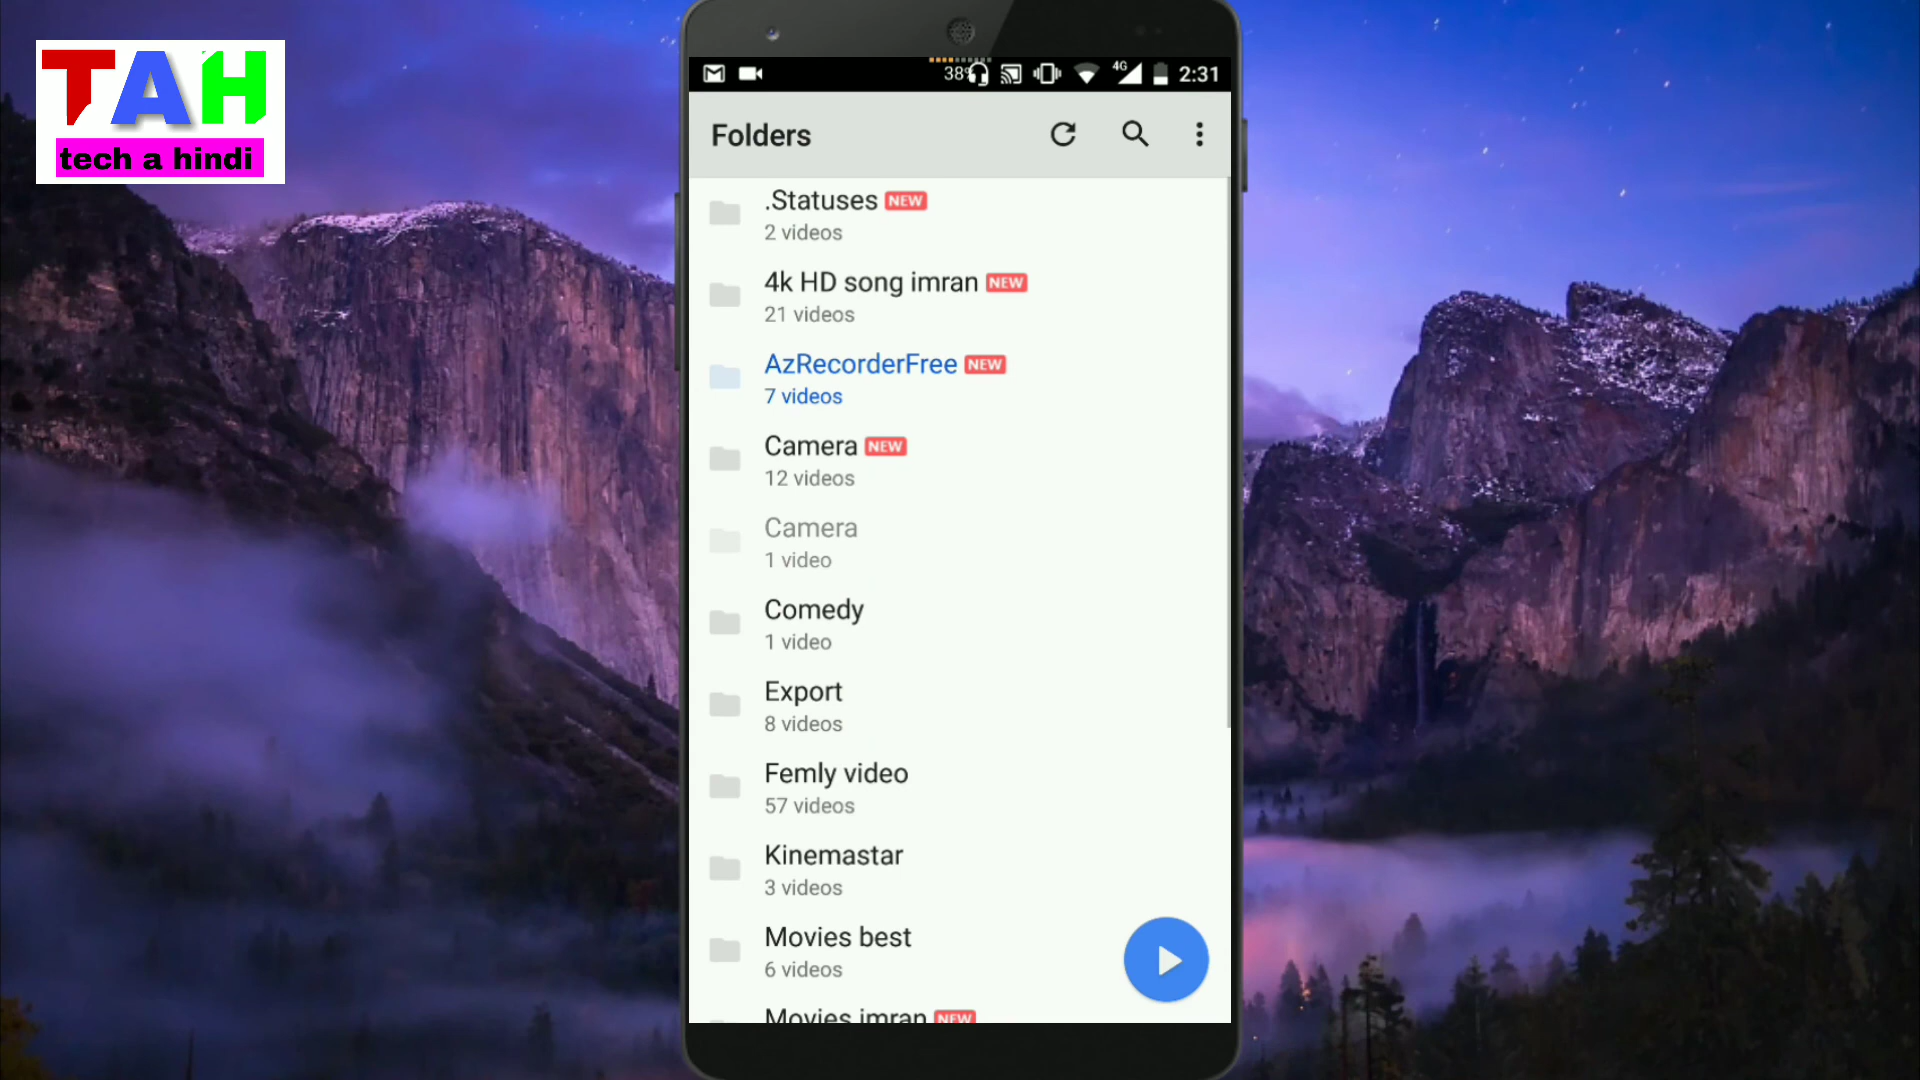 TAH
tech a hindi
38%
4G
2:31
Folders
.Statuses NEW
2 videos
4k HD song imran NEW
21 videos
AzRecorderFree NEW
7 videos
Camera NEW
12 videos
Camera
1 video
Comedy
1 video
Export
8 videos
Femly video
57 videos
Kinemastar
3 videos
Movies best
6 videos
Movies imran NEW